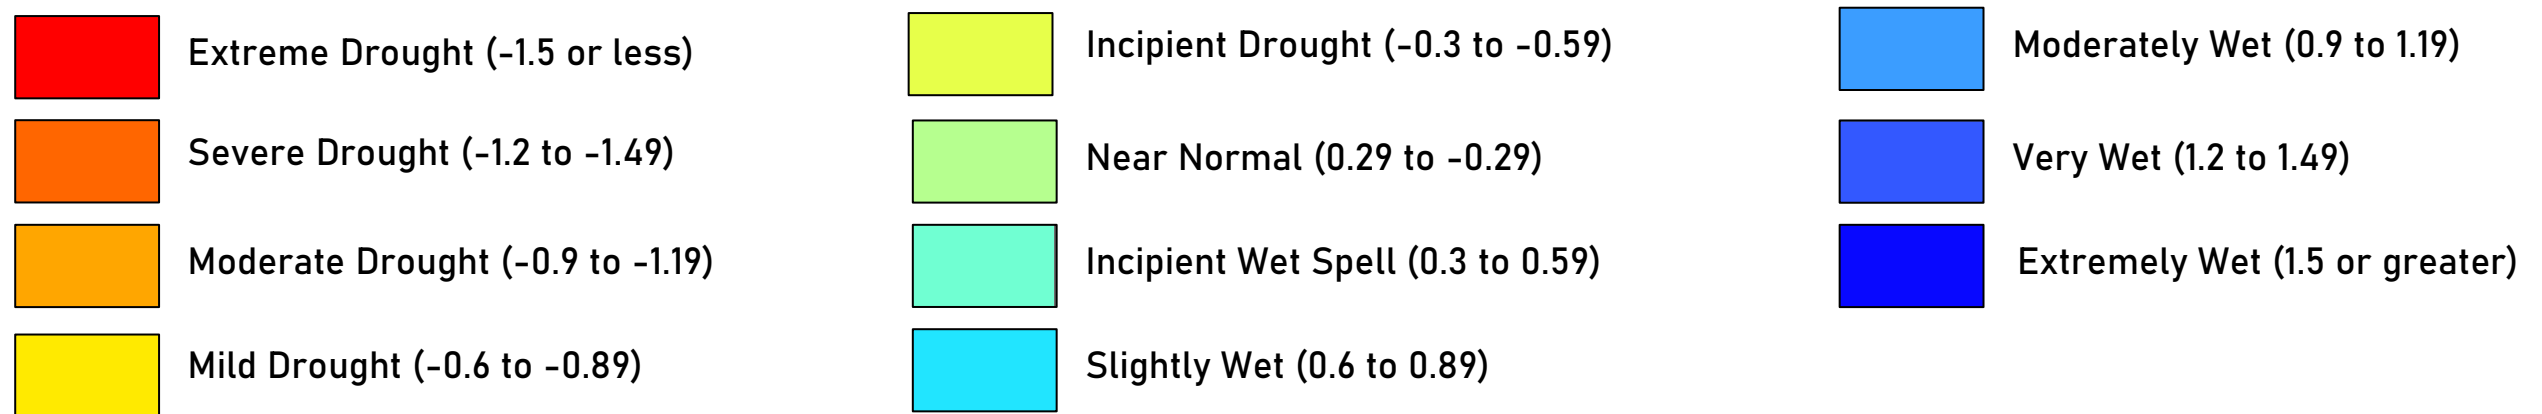 Extreme Drought (-1.5 or less)
Severe Drought (-1.2 to -1.49)
Moderate Drought (-0.9 to -1.19)
Mild Drought (-0.6 to -0.89)
Incipient Drought (-0.3 to -0.59)
Near Normal (0.29 to -0.29)
Incipient Wet Spell (0.3 to 0.59)
Slightly Wet (0.6 to 0.89)
Moderately Wet (0.9 to 1.19)
Very Wet (1.2 to 1.49)
Extremely Wet (1.5 or greater)